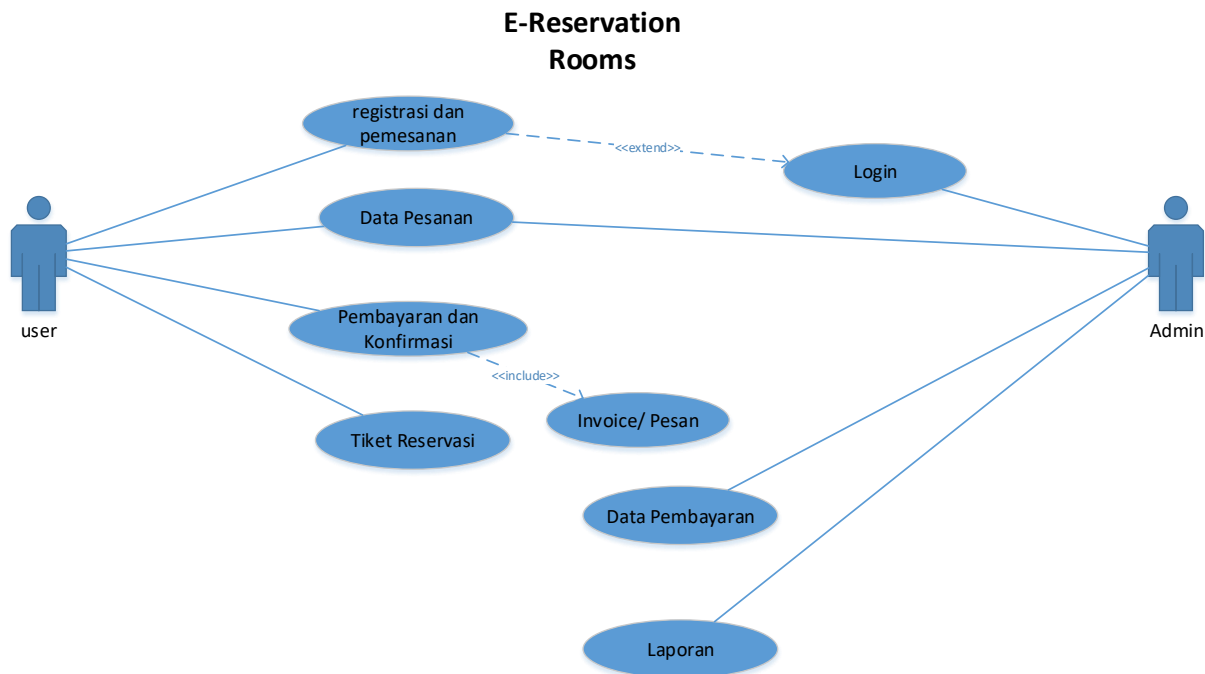 E-Reservation
Rooms
registrasi dan
pemesanan
<<extend>>
Login
Data Pesanan
user
Admin
Pembayaran dan
Konfirmasi
<<include>>
Invoice/ Pesan
Tiket Reservasi
Data Pembayaran
Laporan